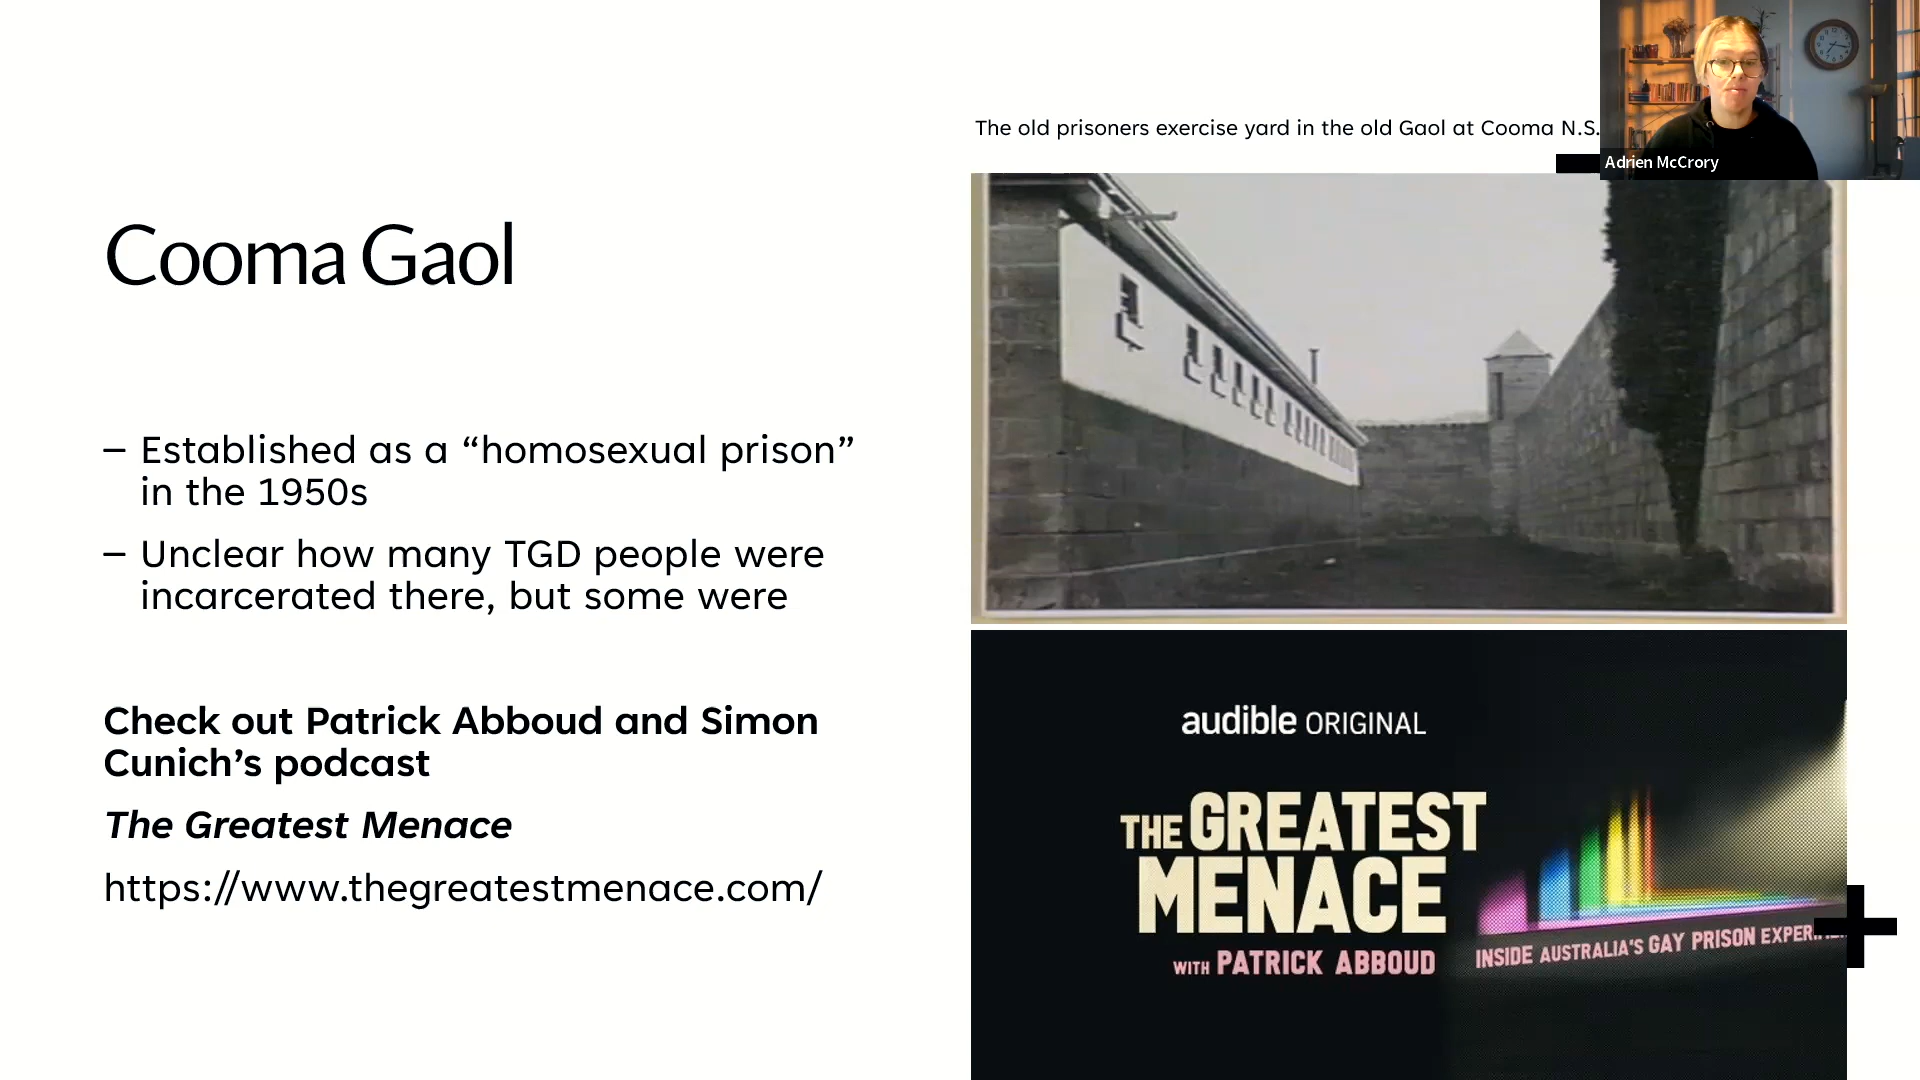 Cooma Gaol
– Established as a “homosexual prison”
in the 1950s
– Unclear how many TGD people were
incarcerated there, but some were
Check out Patrick Abboud and Simon
Cunich’s podcast
The Greatest Menace
https://www.thegreatestmenace.com/
The old prisoners exercise yard in the old Gaol at Cooma N.S.
Adrien McCrory
audible ORIGINAL
THE GREATEST
MENACE
WITH PATRICK ABBOUD
INSIDE AUSTRALIA'S GAY PRISON